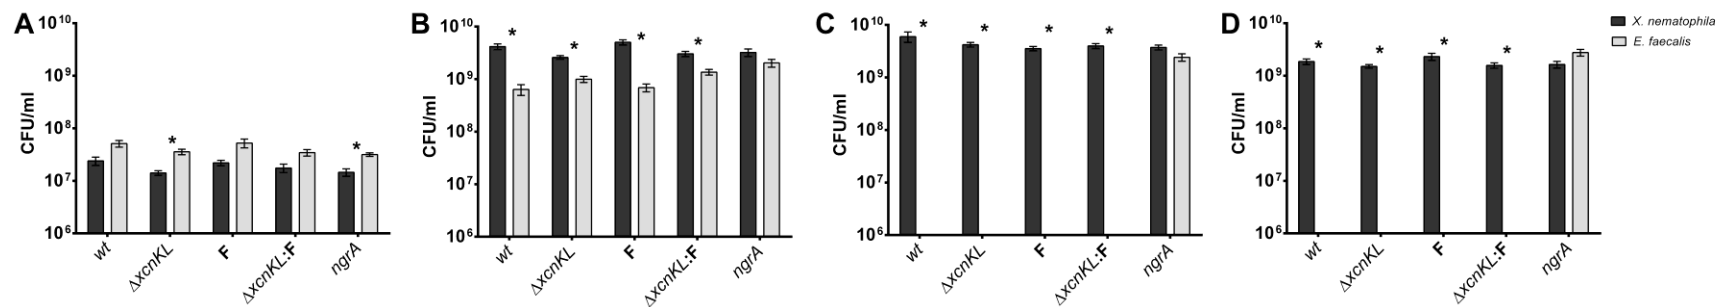 A
CFU/ml
10^10
10^9
10^8
10^7
10^6
*
*
wt
ΔxcnKL
F
ΔxcnKL:F
ngrA
B
CFU/ml
10^10
10^9
10^8
10^7
10^6
*
*
*
*
wt
ΔxcnKL
F
ΔxcnKL:F
ngrA
C
CFU/ml
10^10
10^9
10^8
10^7
10^6
*
*
*
*
wt
ΔxcnKL
F
ΔxcnKL:F
ngrA
D
CFU/ml
10^10
10^9
10^8
10^7
10^6
*
*
*
*
wt
ΔxcnKL
F
ΔxcnKL:F
ngrA
X. nematophila
E. faecalis